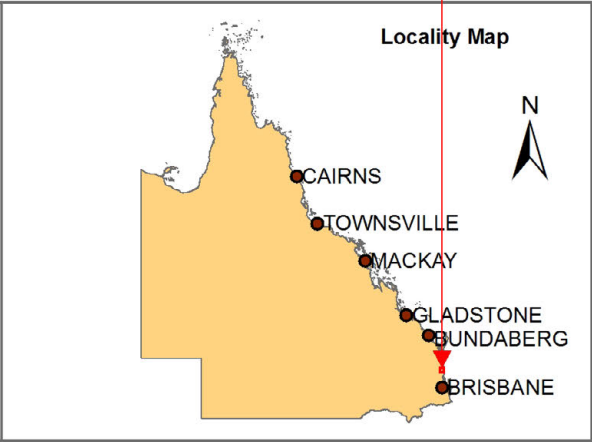 Locality Map
N
CAIRNS
TOWNSVILLE
MACKAY
GLADSTONE
BUNDABERG
BRISBANE